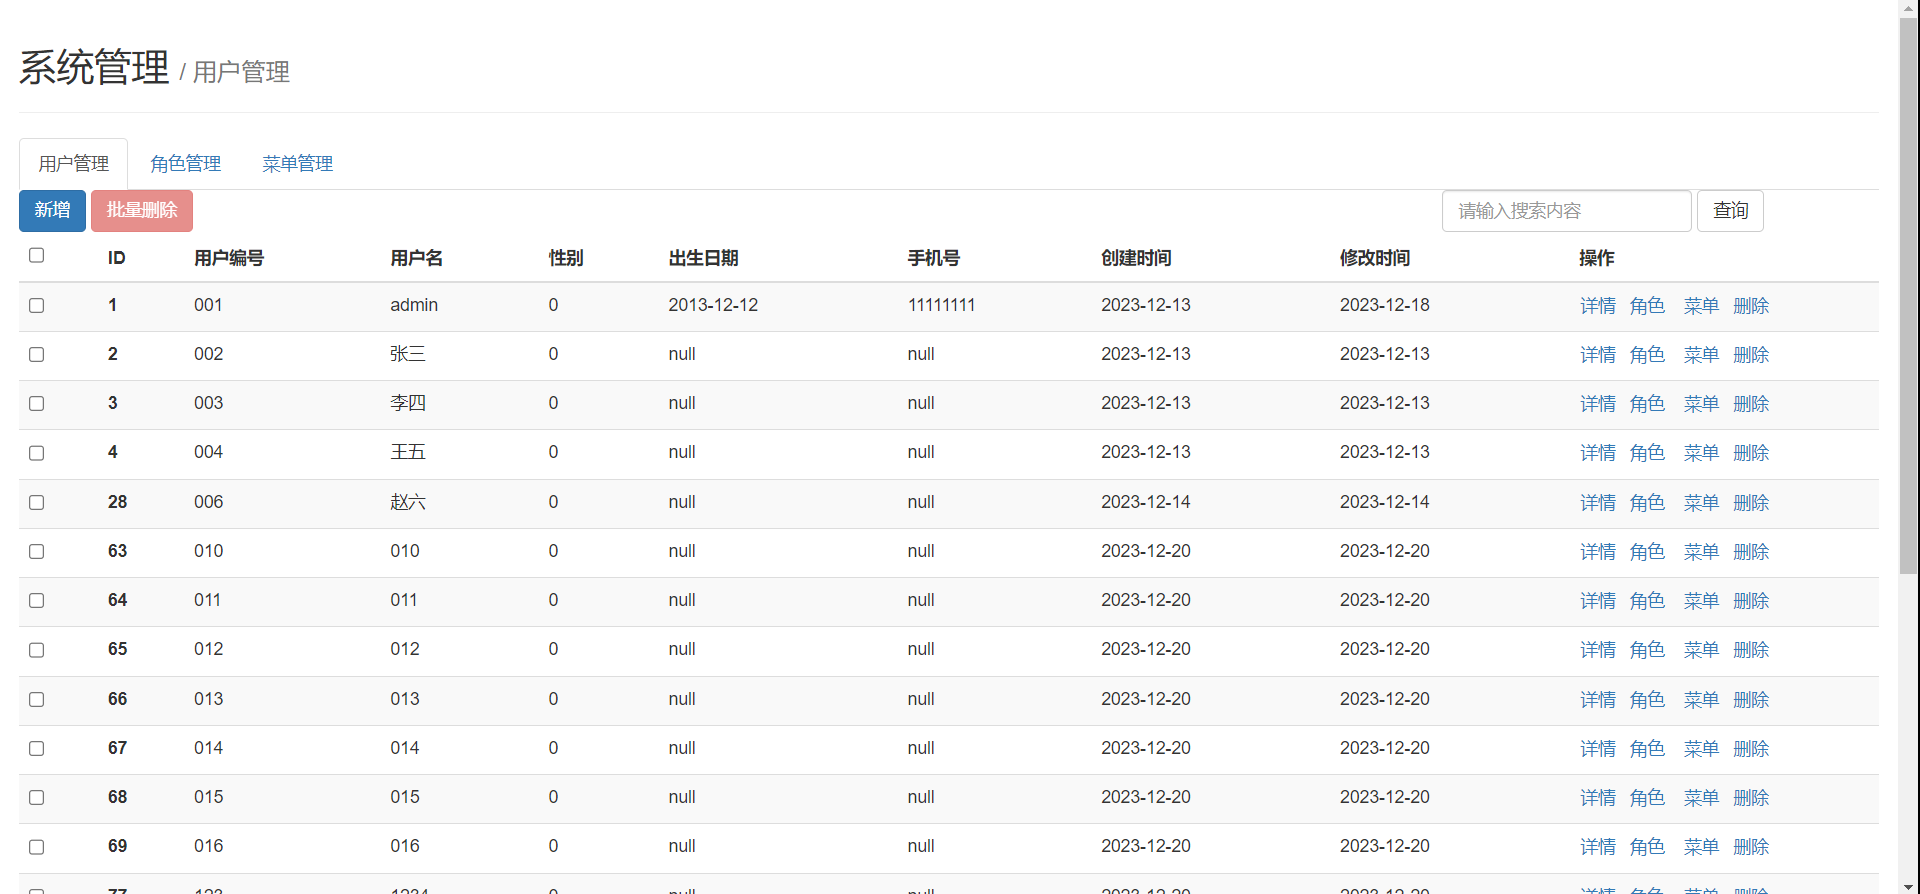 系统管理 / 用户管理
用户管理 角色管理 菜单管理
新增 批量删除 请输入搜索内容 查询
ID 用户编号 用户名 性别 出生日期 手机号 创建时间 修改时间 操作
1 001 admin 0 2013-12-12 11111111 2023-12-13 2023-12-18 详情 角色 菜单 删除
2 002 张三 0 null null 2023-12-13 2023-12-13 详情 角色 菜单 删除
3 003 李四 0 null null 2023-12-13 2023-12-13 详情 角色 菜单 删除
4 004 王五 0 null null 2023-12-13 2023-12-13 详情 角色 菜单 删除
28 006 赵六 0 null null 2023-12-14 2023-12-14 详情 角色 菜单 删除
63 010 010 0 null null 2023-12-20 2023-12-20 详情 角色 菜单 删除
64 011 011 0 null null 2023-12-20 2023-12-20 详情 角色 菜单 删除
65 012 012 0 null null 2023-12-20 2023-12-20 详情 角色 菜单 删除
66 013 013 0 null null 2023-12-20 2023-12-20 详情 角色 菜单 删除
67 014 014 0 null null 2023-12-20 2023-12-20 详情 角色 菜单 删除
68 015 015 0 null null 2023-12-20 2023-12-20 详情 角色 菜单 删除
69 016 016 0 null null 2023-12-20 2023-12-20 详情 角色 菜单 删除
null null 2023-12-20 2023-12-20 详情 角色 菜单 删除